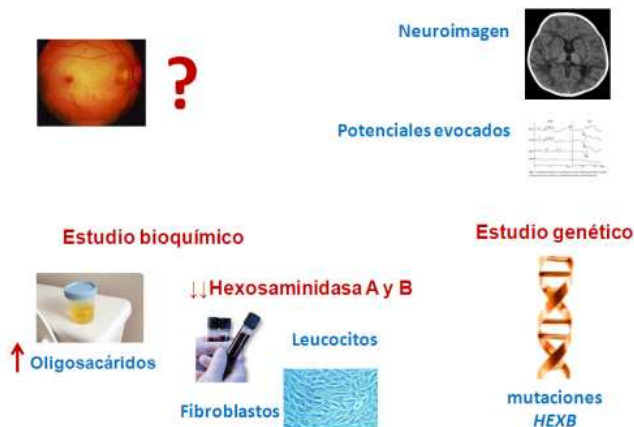 Neuroimagen
?
Potenciales evocados
Estudio bioquímico
Estudio genético
↓↓Hexosaminidasa A y B
Leucocitos
↑ Oligosacáridos
Fibroblastos
mutaciones
HEXB